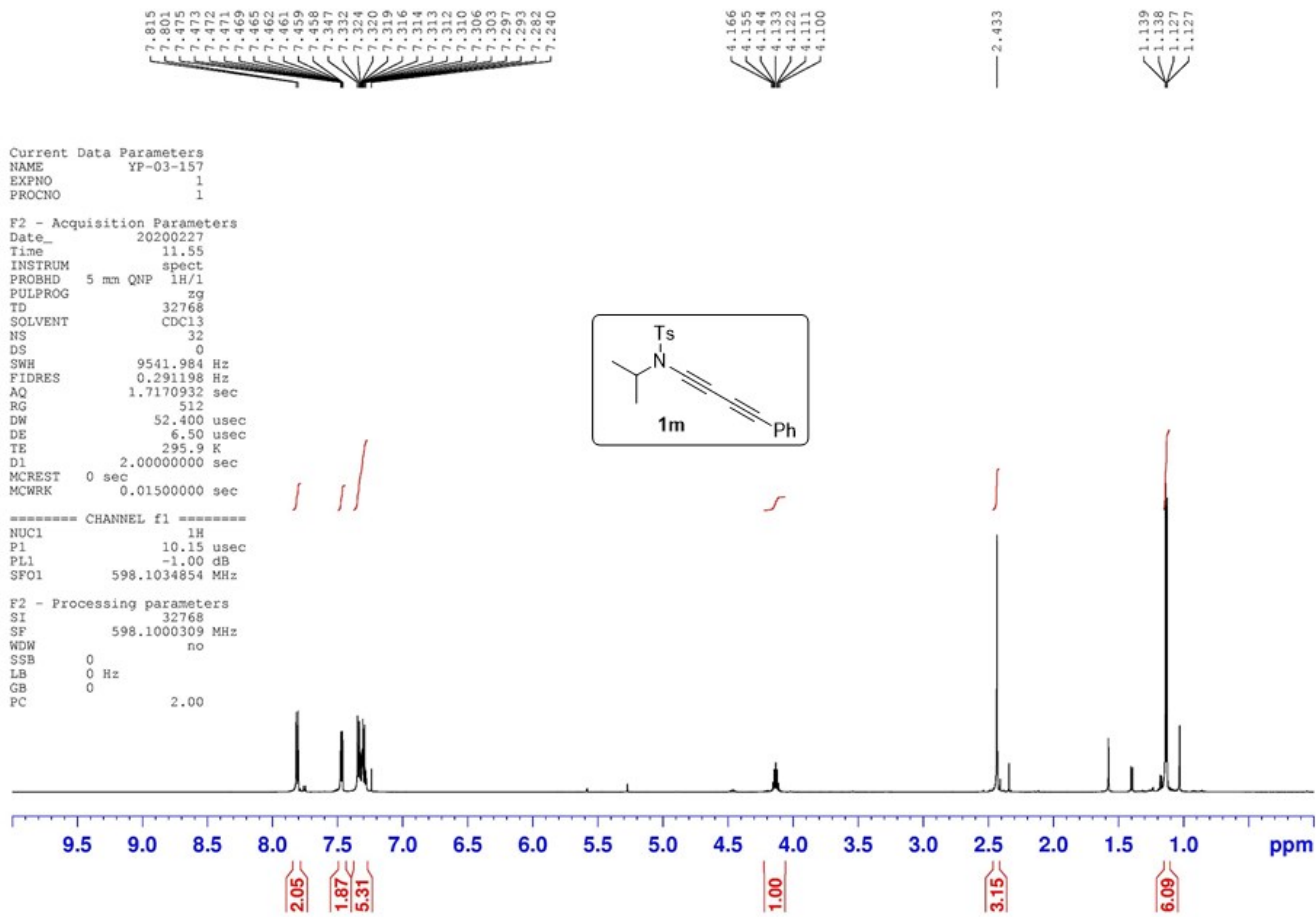 7.815
7.801
7.475
7.473
7.472
7.471
7.469
7.465
7.462
7.461
7.459
7.458
7.347
7.332
7.324
7.320
7.319
7.316
7.314
7.313
7.312
7.310
7.306
7.303
7.297
7.293
7.282
7.240
4.166
4.155
4.144
4.133
4.122
4.111
4.100
2.433
1.139
1.138
1.127
1.127
Current Data Parameters
NAME YP-03-157
EXPNO 1
PROCNO 1
F2 - Acquisition Parameters
Date_ 20200227
Time 11.55
INSTRUM spect
PROBHD 5 mm QNP 1H/1
PULPROG zg
TD 32768
SOLVENT CDCl3
NS 32
DS 0
SWH 9541.984 Hz
FIDRES 0.291198 Hz
AQ 1.7170932 sec
RG 512
DW 52.400 usec
DE 6.50 usec
TE 295.9 K
D1 2.00000000 sec
MCREST 0 sec
MCWRK 0.01500000 sec
======== CHANNEL f1 ========
NUC1 1H
P1 10.15 usec
PL1 -1.00 dB
SFO1 598.1034854 MHz
F2 - Processing parameters
SI 32768
SF 598.1000309 MHz
WDW no
SSB 0
LB 0 Hz
GB 0
PC 2.00
Ts
N
1m
Ph
9.5 9.0 8.5 8.0 7.5 7.0 6.5 6.0 5.5 5.0 4.5 4.0 3.5 3.0 2.5 2.0 1.5 1.0 ppm
2.05
1.87
5.31
1.00
3.15
6.09